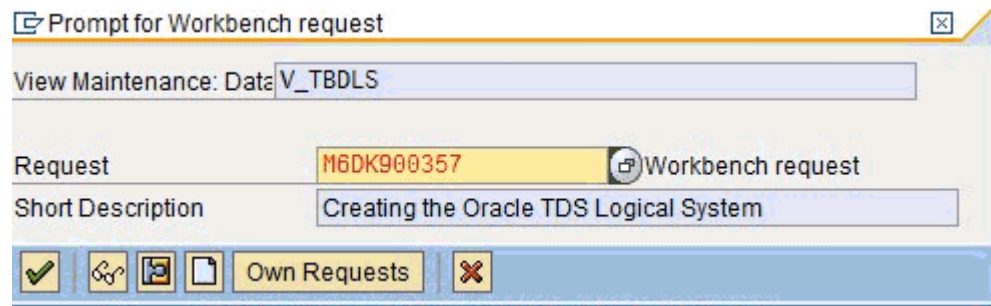 Prompt for Workbench request
View Maintenance: Data V_TBDLS
Request M6DK900357 Workbench request
Short Description Creating the Oracle TDS Logical System
Own Requests